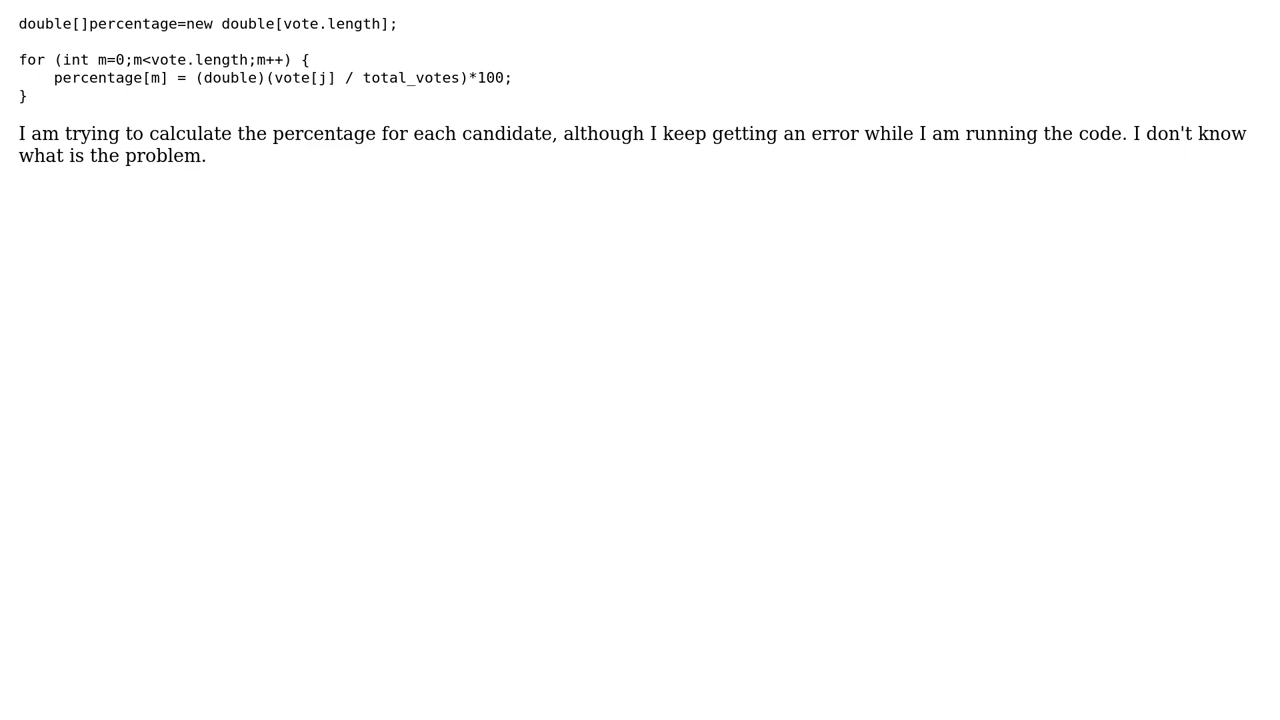 double[]percentage=new double[vote.length];

for (int m=0;m<vote.length;m++) {
    percentage[m] = (double)(vote[j] / total_votes)*100;
}

I am trying to calculate the percentage for each candidate, although I keep getting an error while I am running the code. I don't know
what is the problem.